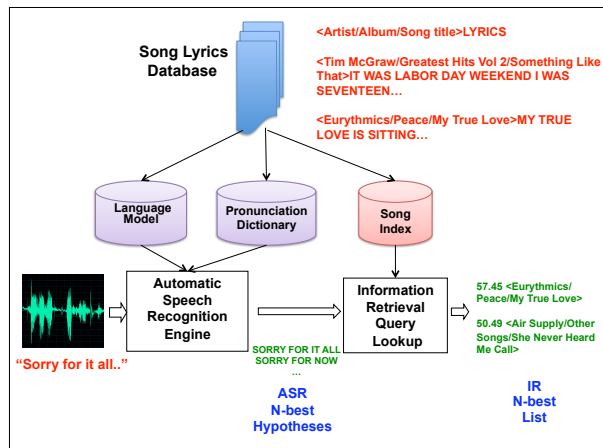 Song Lyrics
Database
<Artist/Album/Song title>LYRICS
<Tim McGraw/Greatest Hits Vol 2/Something Like
That>IT WAS LABOR DAY WEEKEND I WAS
SEVENTEEN…
<Eurythmics/Peace/My True Love>MY TRUE
LOVE IS SITTING…
Language
Model
Pronunciation
Dictionary
Song
Index
Automatic
Speech
Recognition
Engine
Information
Retrieval
Query
Lookup
57.45 <Eurythmics/
Peace/My True Love>
50.49 <Air Supply/Other
Songs/She Never Heard
Me Call>
"Sorry for it all.."
SORRY FOR IT ALL
SORRY FOR NOW
…
ASR
N-best
Hypotheses
IR
N-best
List